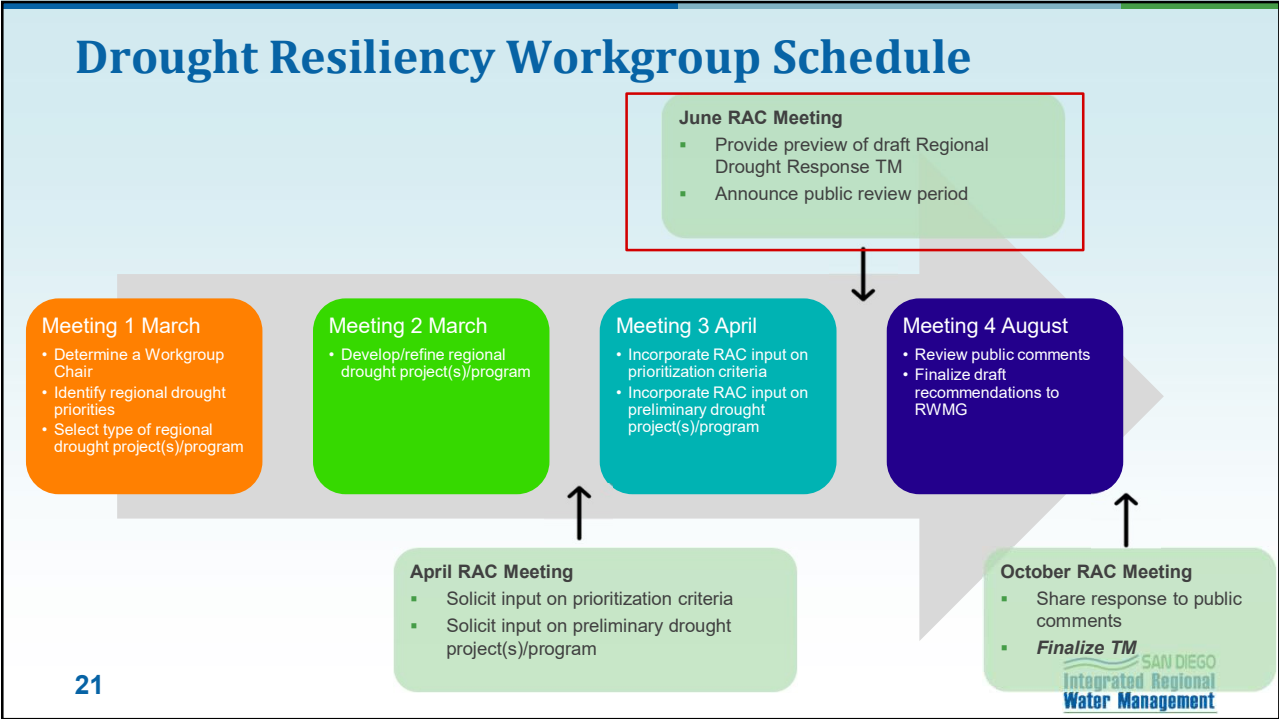 Drought Resiliency Workgroup Schedule
June RAC Meeting
▪ Provide preview of draft Regional
Drought Response TM
▪ Announce public review period
Meeting 1 March
• Determine a Workgroup
Chair
• Identify regional drought
priorities
• Select type of regional
drought project(s)/program
Meeting 2 March
• Develop/refine regional
drought project(s)/program
Meeting 3 April
• Incorporate RAC input on
prioritization criteria
• Incorporate RAC input on
preliminary drought
project(s)/program
Meeting 4 August
• Review public comments
• Finalize draft
recommendations to
RWMG
April RAC Meeting
▪ Solicit input on prioritization criteria
▪ Solicit input on preliminary drought
project(s)/program
October RAC Meeting
▪ Share response to public
comments
▪ Finalize TM
21
SAN DIEGO
Integrated Regional
Water Management